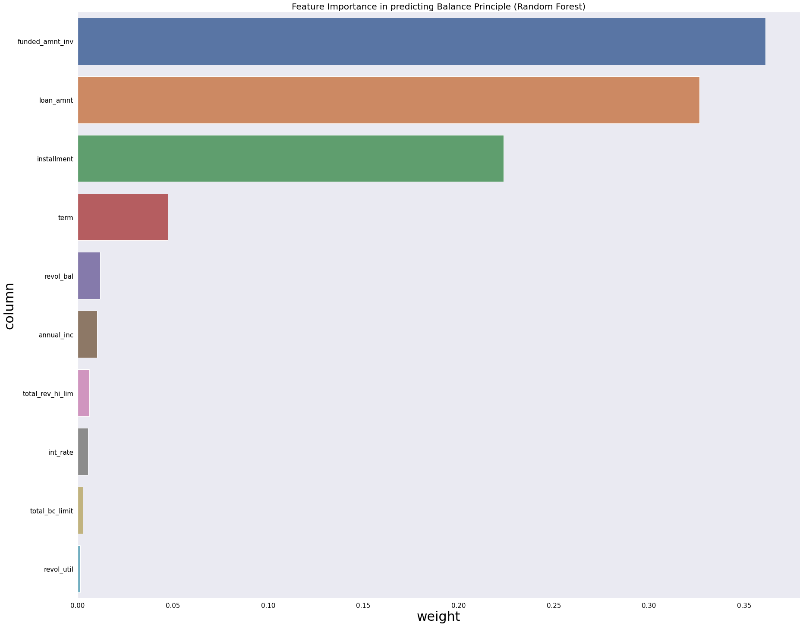 Feature Importance in predicting Balance Principle (Random Forest)
funded_amnt_inv
loan_amnt
installment
term
revol_bal
annual_inc
total_rev_hi_lim
int_rate
total_bc_limit
revol_util
column
0.00 0.05 0.10 0.15 0.20 0.25 0.30 0.35
weight